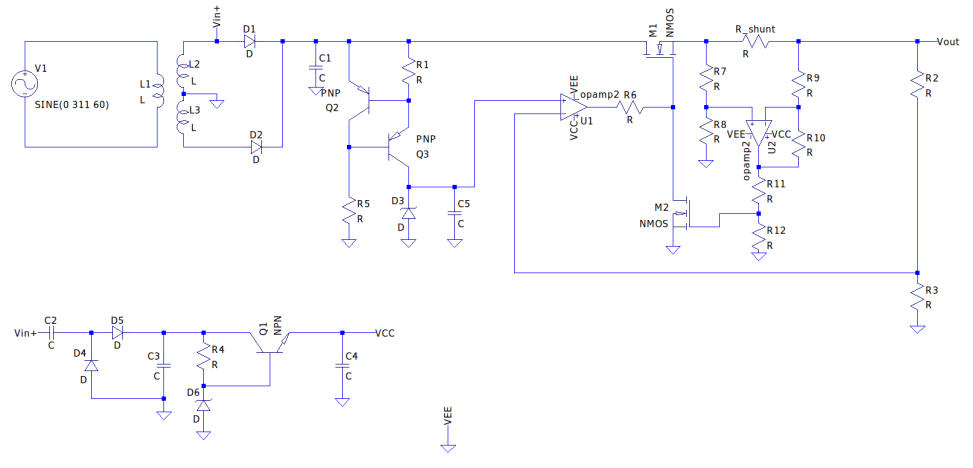 Vin+
D1
D
V1
SINE(0 311 60)
L1
L
L2
L
L3
L
D2
D
C1
C
PNP
Q2
R1
R
PNP
Q3
R5
R
D3
D
C5
C
VEE
opamp2
VCC
U1
R6
R
M1
NMOS
R_shunt
R
R7
R
R8
R
R9
R
VEE
VCC
opamp2
U2
R10
R
R11
R
R12
R
M2
NMOS
Vout
R2
R
R3
R
Vin+
C2
C
D4
D
D5
D
C3
C
R4
R
D6
D
Q1
NPN
VCC
C4
C
VEE